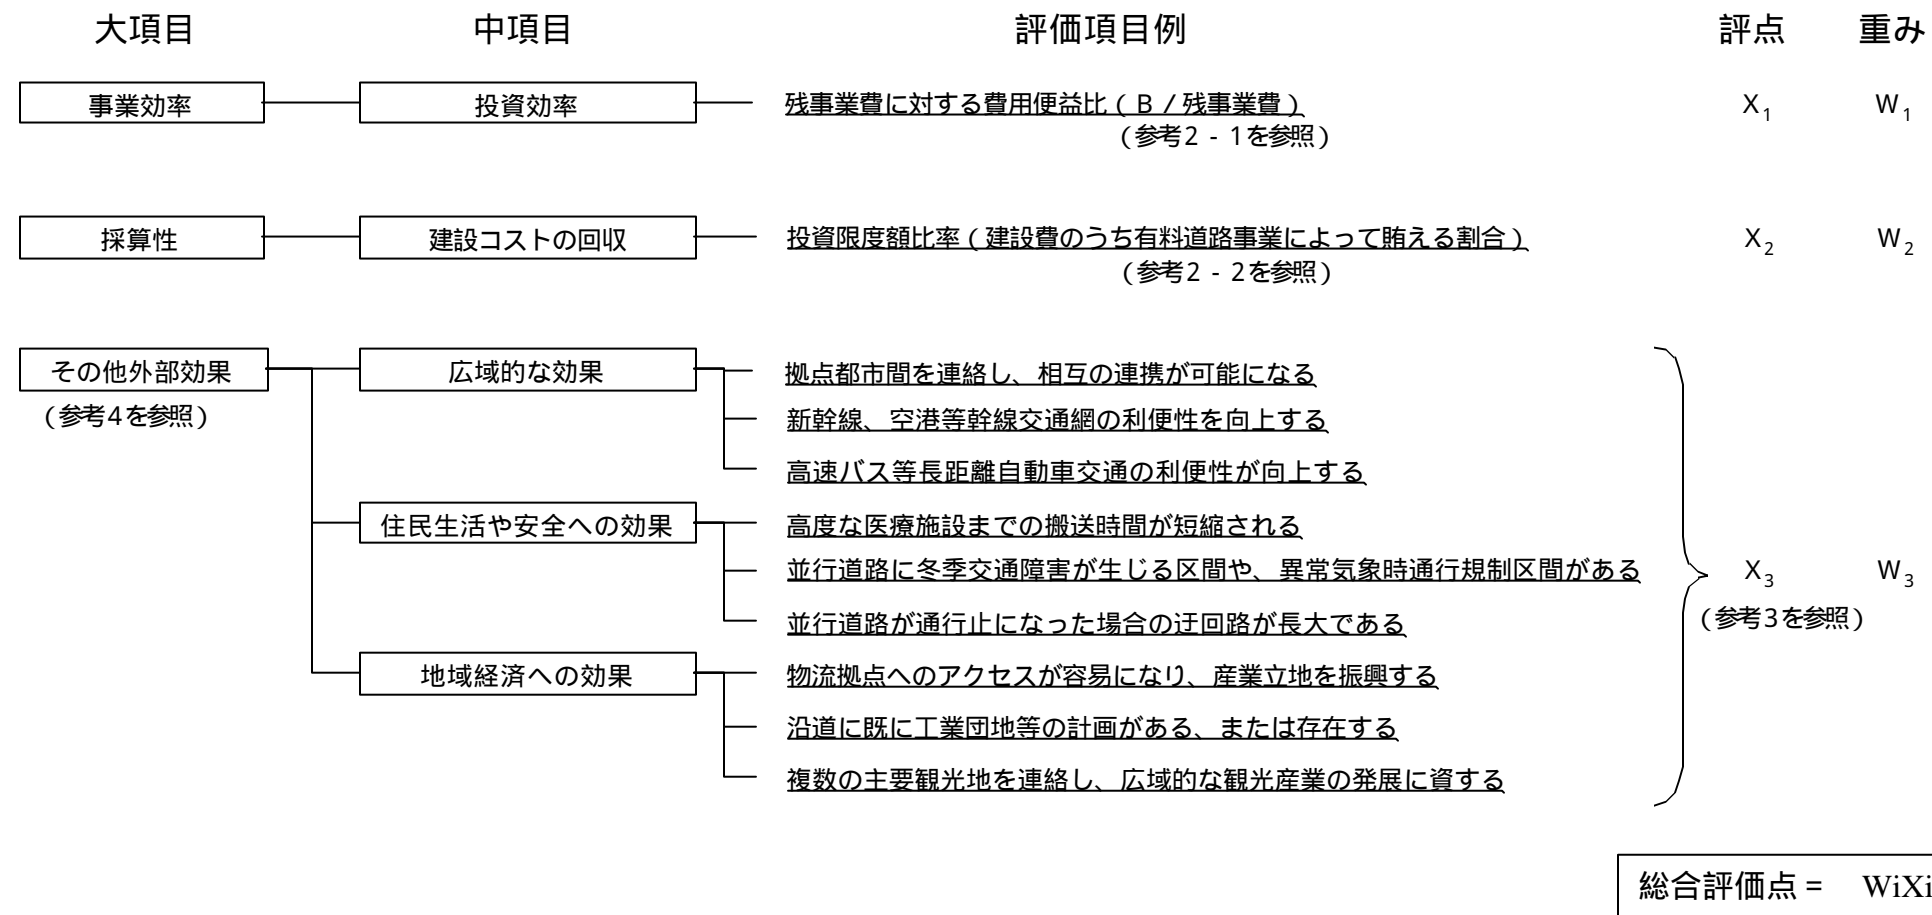 大項目 中項目 評価項目例 評点 重み
事業効率 投資効率 残事業費に対する費用便益比(B/残事業費) X1 W1
(参考2-1を参照)
採算性 建設コストの回収 投資限度額比率(建設費のうち有料道路事業によって賄える割合) X2 W2
(参考2-2を参照)
その他外部効果 広域的な効果 拠点都市間を連絡し、相互の連携が可能になる
(参考4を参照) 新幹線、空港等幹線交通網の利便性を向上する
高速バス等長距離自動車交通の利便性が向上する
住民生活や安全への効果 高度な医療施設までの搬送時間が短縮される
並行道路に冬季交通障害が生じる区間や、異常気象時通行規制区間がある X3 W3
並行道路が通行止になった場合の迂回路が長大である (参考3を参照)
地域経済への効果 物流拠点へのアクセスが容易になり、産業立地を振興する
沿道に既に工業団地等の計画がある、または存在する
複数の主要観光地を連絡し、広域的な観光産業の発展に資する
総合評価点= WiXi